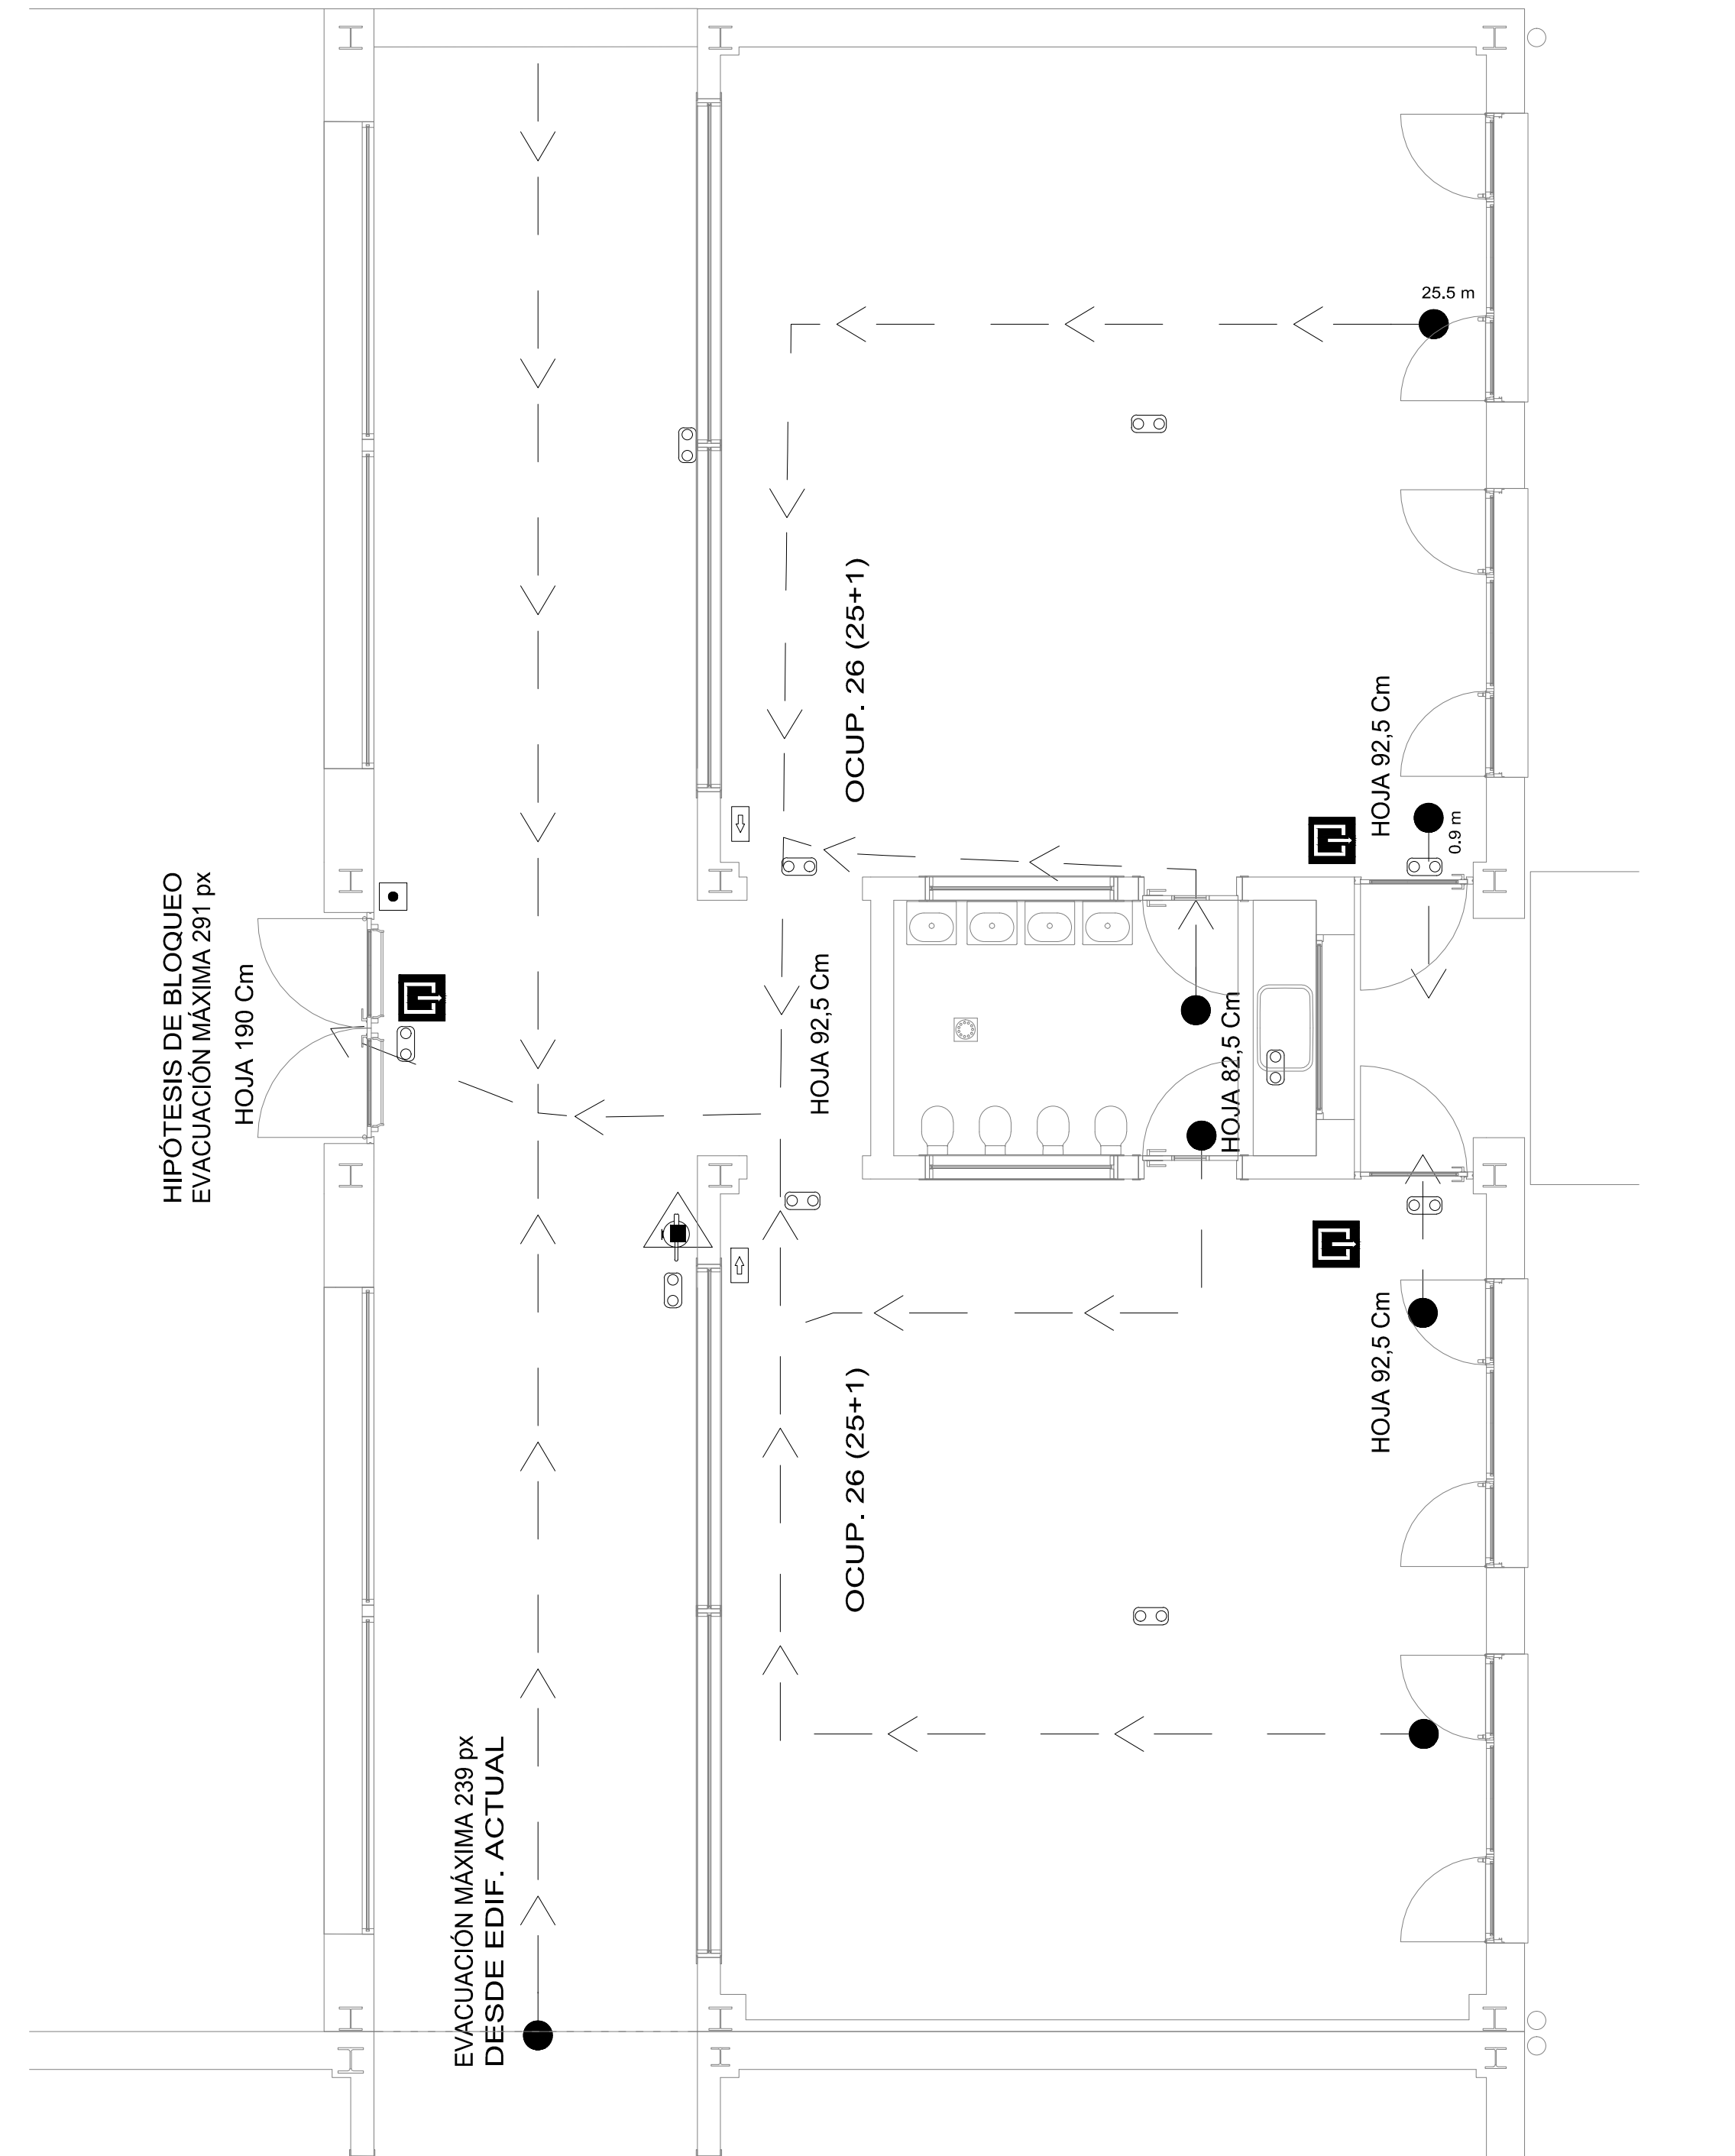 25.5 m
OCUP. 26 (25+1)
HOJA 92,5 Cm
0.9 m
HIPÓTESIS DE BLOQUEO
EVACUACIÓN MÁXIMA 291 px
HOJA 190 Cm
HOJA 92,5 Cm
HOJA 82,5 Cm
HOJA 92,5 Cm
OCUP. 26 (25+1)
EVACUACIÓN MÁXIMA 239 px
DESDE EDIF. ACTUAL